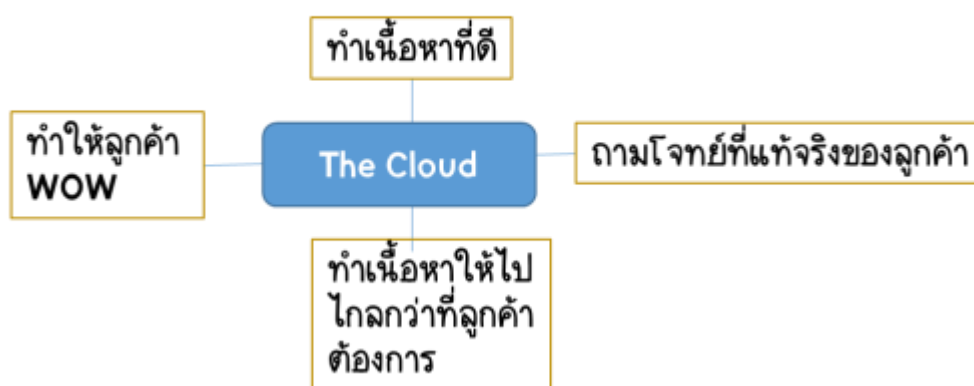 ทำเนื้อหาที่ดี
ทำให้ลูกค้า
WOW
The Cloud
ถามโจทย์ที่แท้จริงของลูกค้า
ทำเนื้อหาให้ไป
ไกลกว่าที่ลูกค้า
ต้องการ